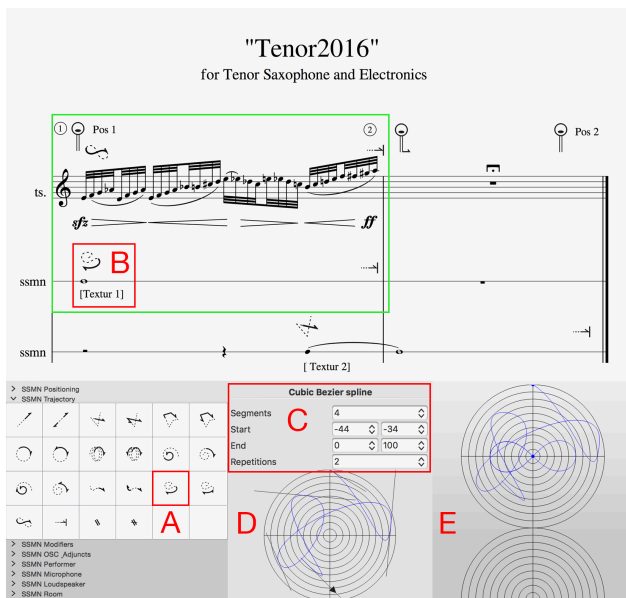 "Tenor2016"
for Tenor Saxophone and Electronics
1 Pos 1 2 Pos 2
ts.
sfz ff
B
ssmn
[Textur 1]
ssmn
[ Textur 2]
> SSMN Positioning
SSMN Trajectory
A
> SSMN Modifiers
> SSMN OSC_Adjuncts
> SSMN Performer
> SSMN Microphone
> SSMN Loudspeaker
> SSMN Room
Cubic Bezier spline
Segments 4
C
Start -44 -34
End 0 100
Repetitions 2
D
E